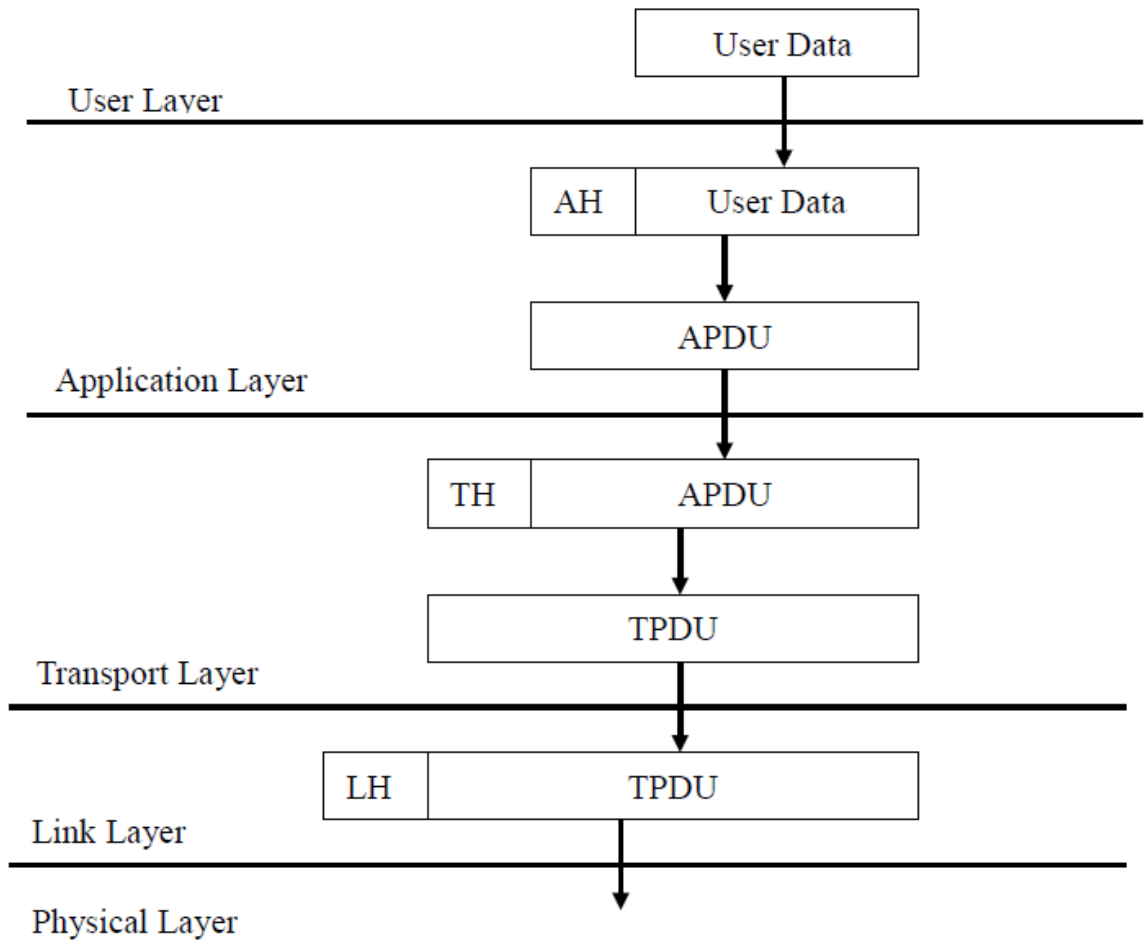 User Data
User Layer
AH User Data
APDU
Application Layer
TH APDU
TPDU
Transport Layer
LH TPDU
Link Layer
Physical Layer